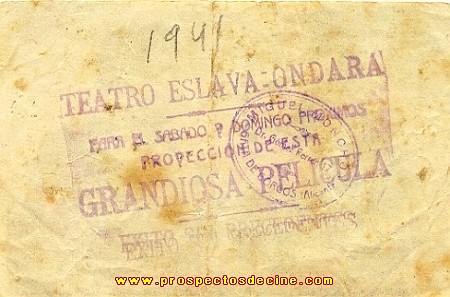 1941
TEATRO ESLAVA-ONDARA
PARA EL SABADO Y DOMINGO PROXIMOS
PROYECCION DE ESTA
GRANDIOSA PELICULA
EXITO SIN PRECEDENTES
MIGUEL
www.prospectosdecine.com